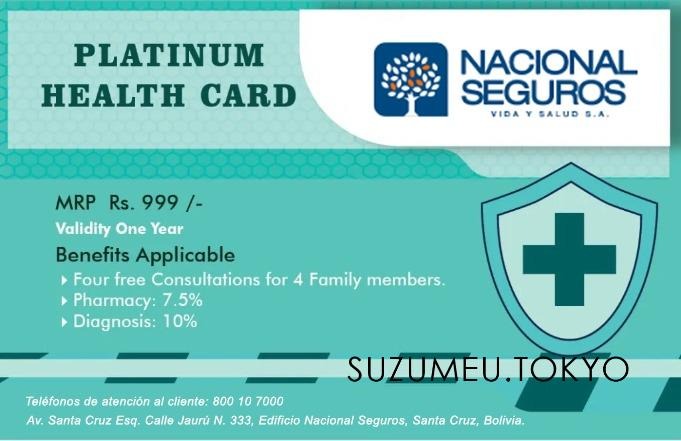 PLATINUM
HEALTH CARD
NACIONAL
SEGUROS
VIDA Y SALUD S.A.
MRP Rs. 999 /-
Validity One Year
Benefits Applicable
Four free Consultations for 4 Family members.
Pharmacy: 7.5%
Diagnosis: 10%
SUZUMEU.TOKYO
Teléfonos de atención al cliente: 800 10 7000
Av. Santa Cruz Esq. Calle Jaurú N. 333, Edificio Nacional Seguros, Santa Cruz, Bolivia.